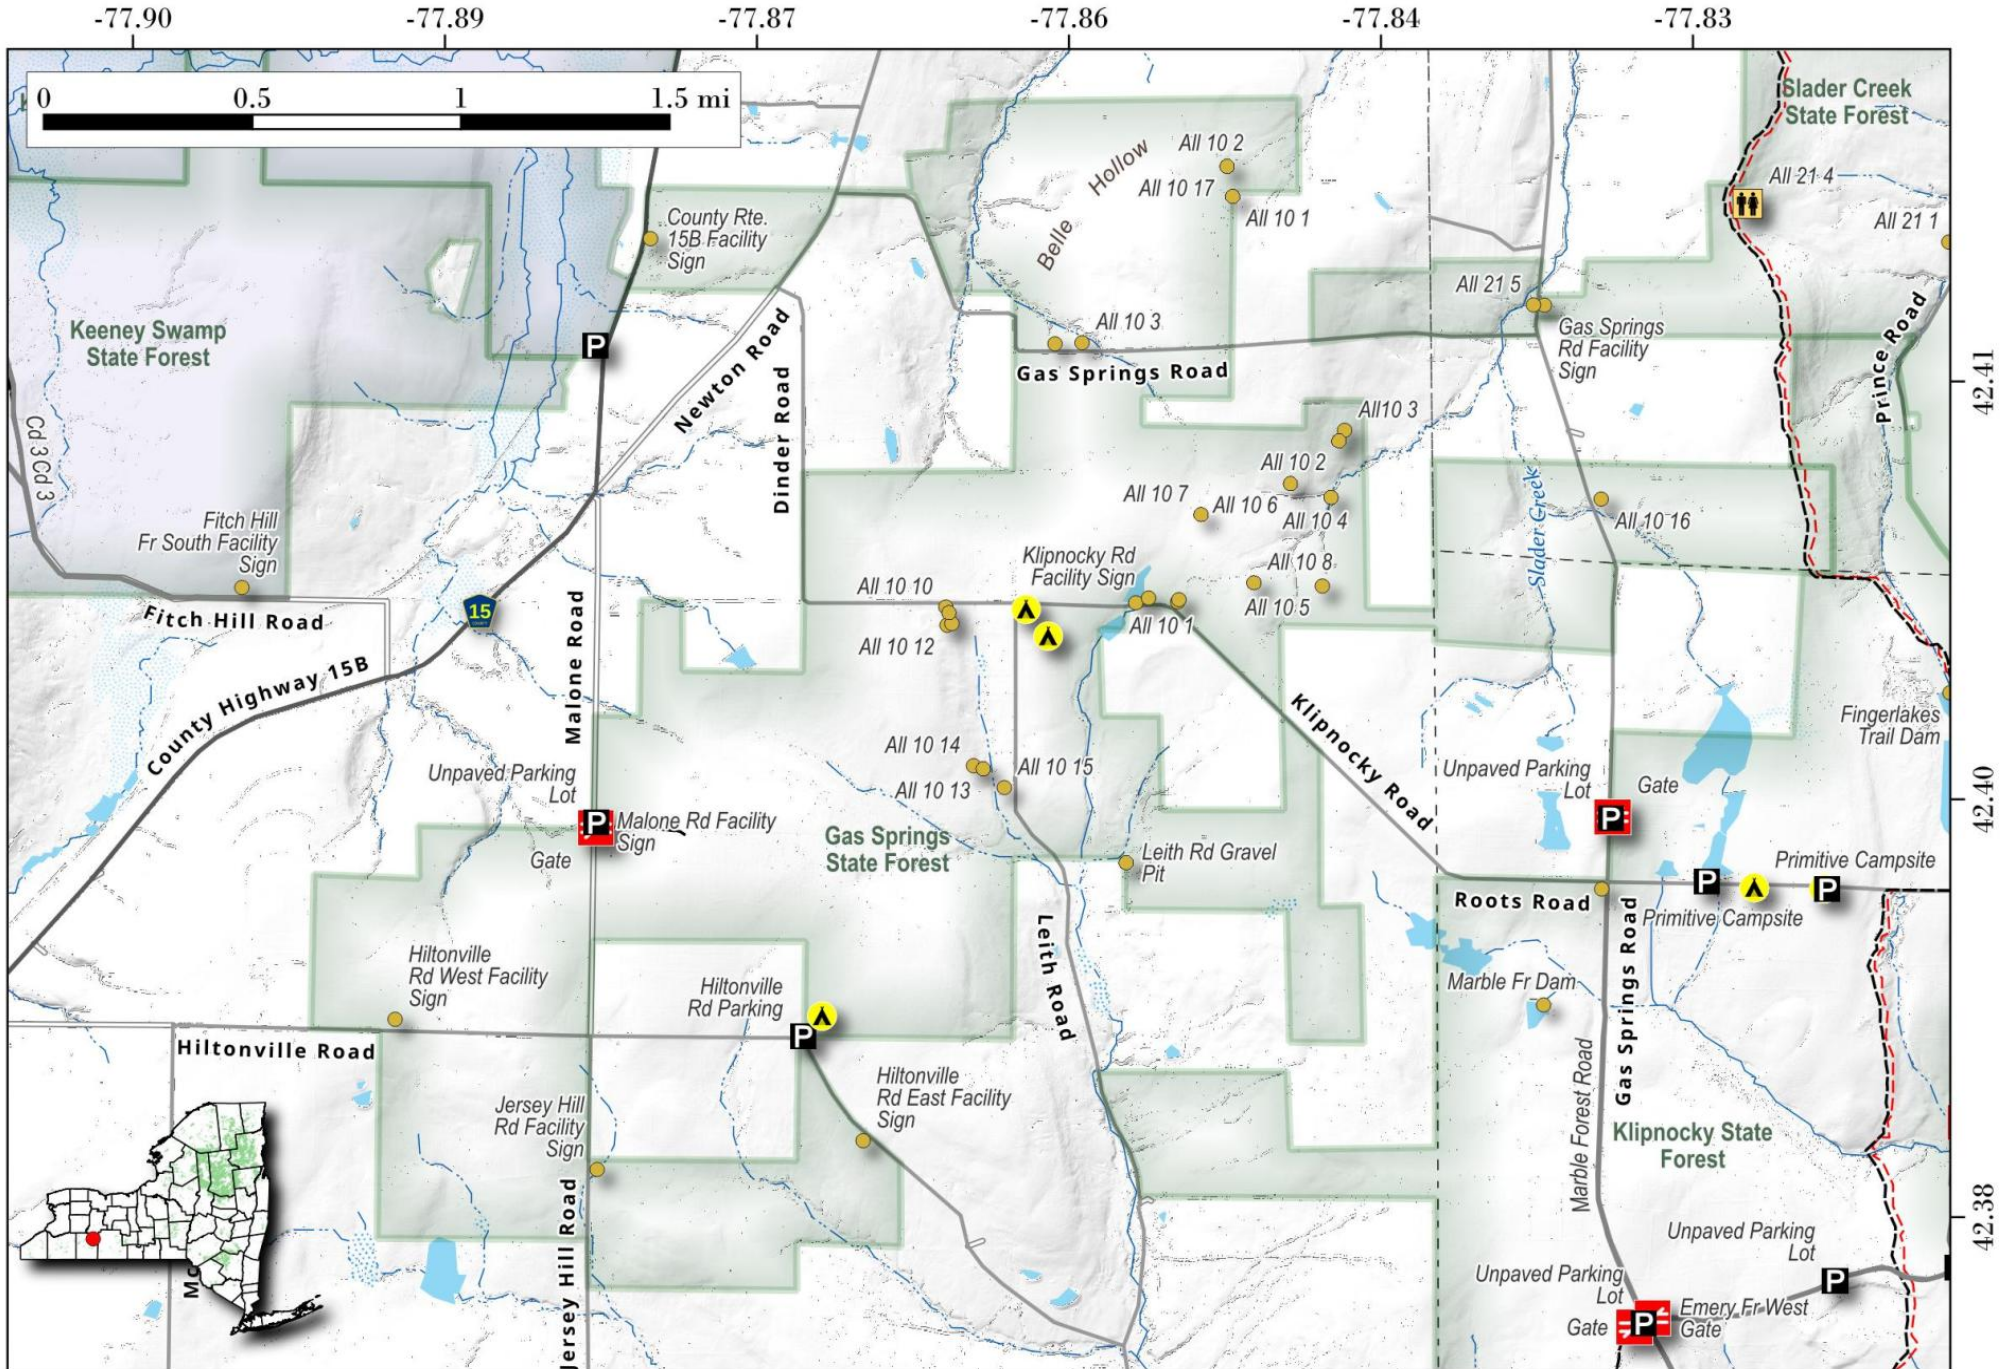 -77.90
-77.89
-77.87
-77.86
-77.84
-77.83
0
0.5
1
1.5 mi
Slader Creek
State Forest
All 10 2
Hollow
All 10 17
All 10 1
Belle
All 21 4
All 21 1
County Rte.
15B Facility
Sign
All 21 5
Keeney Swamp
State Forest
P
Newton Road
All 10 3
Gas Springs Road
Gas Springs
Rd Facility
Sign
Prince Road
42.41
Dinder Road
Cd 3
Cd 3
All10 3
All 10 2
All 10 7
All 10 6
All 10 4
All 10 16
Slader Creek
Fitch Hill
Fr South Facility
Sign
Klipnocky Rd
Facility Sign
All 10 8
All 10 10
All 10 5
Fitch Hill Road
15
COUNTY
All 10 1
All 10 12
Malone Road
County Highway 15B
Klipnocky Road
Fingerlakes
Trail Dam
All 10 14
All 10 15
All 10 13
Unpaved Parking
Lot
Unpaved Parking
Lot
Gate
P
Malone Rd Facility
Sign
Gate
P
42.40
Gas Springs
State Forest
Leith Rd Gravel
Pit
Primitive Campsite
P
P
Roots Road
Primitive Campsite
Leith Road
Gas Springs Road
Hiltonville
Rd West Facility
Sign
Hiltonville
Rd Parking
P
Marble Fr Dam
Hiltonville Road
Marble Forest Road
Hiltonville
Rd East Facility
Sign
Jersey Hill
Rd Facility
Sign
Klipnocky State
Forest
Jersey Hill Road
42.38
Unpaved Parking
Lot
P
Unpaved Parking
Lot
Gate
P
Emery Fr West
Gate